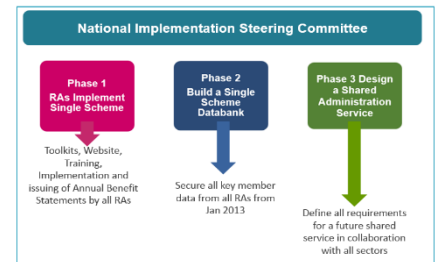 National Implementation Steering Committee
Phase 1
RAs Implement
Single Scheme
Toolkits, Website,
Training,
Implementation and
issuing of Annual Benefit
Statements by all RAs
Phase 2
Build a Single
Scheme
Databank
Secure all key member
data from all RAs from
Jan 2013
Phase 3 Design
a Shared
Administration
Service
Define all requirements
for a future shared
service in collaboration
with all sectors